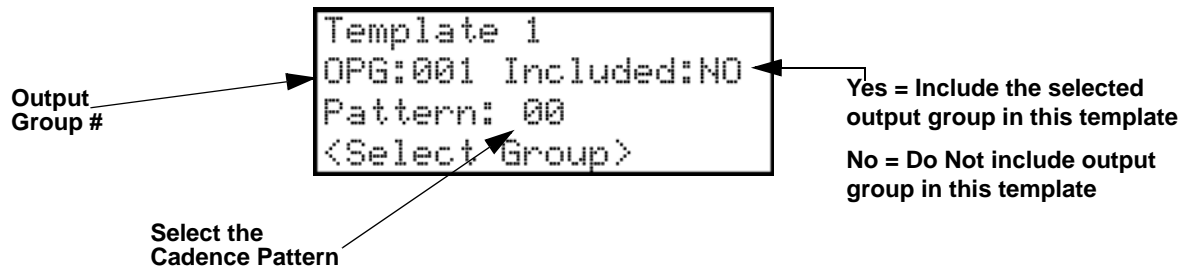 Template 1
OPG:001 Included:NO
Pattern: 00
<Select Group>
Output
Group #
Select the
Cadence Pattern
Yes = Include the selected
output group in this template
No = Do Not include output
group in this template